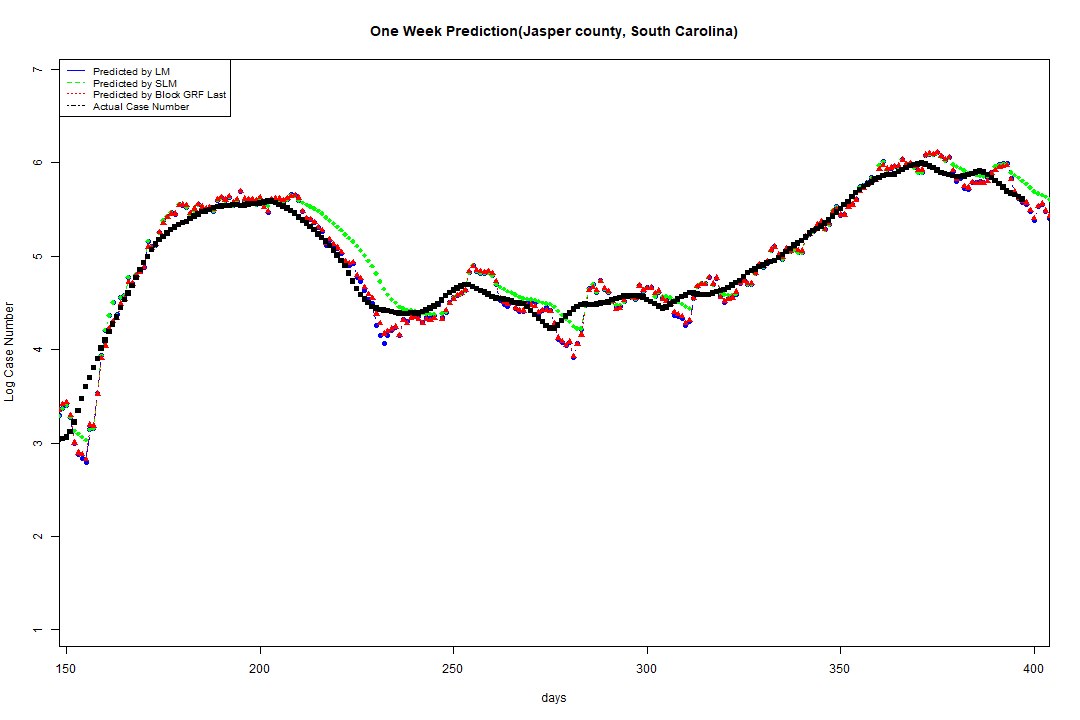 One Week Prediction(Jasper county, South Carolina)
Predicted by LM
Predicted by SLM
Predicted by Block GRF Last
Actual Case Number
7
6
5
4
3
2
1
Log Case Number
150 200 250 300 350 400
days